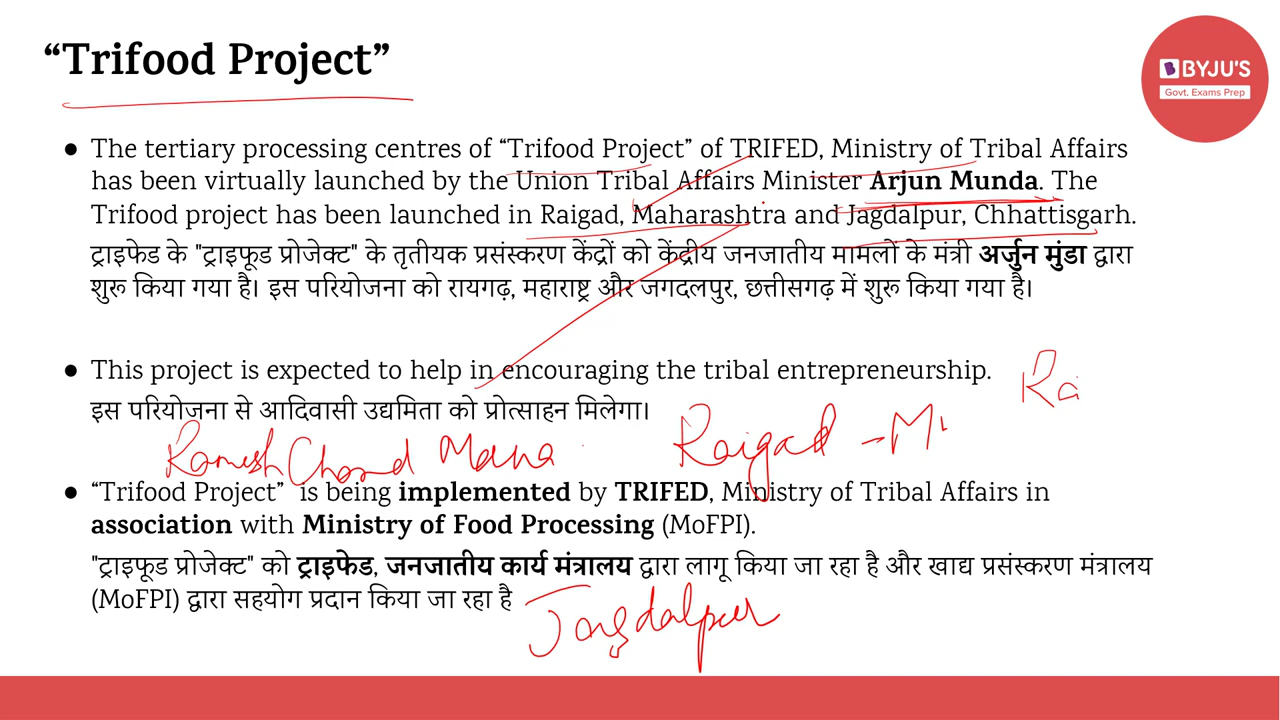 “Trifood Project”
BYJU'S
Govt. Exams Prep
● The tertiary processing centres of “Trifood Project” of TRIFED, Ministry of Tribal Affairs
has been virtually launched by the Union Tribal Affairs Minister Arjun Munda. The
Trifood project has been launched in Raigad, Maharashtra and Jagdalpur, Chhattisgarh.
ट्राइफेड के "ट्राइफूड प्रोजेक्ट" के तृतीयक प्रसंस्करण केंद्रों को केंद्रीय जनजातीय मामलों के मंत्री अर्जुन मुंडा द्वारा
शुरू किया गया है। इस परियोजना को रायगढ़, महाराष्ट्र और जगदलपुर, छत्तीसगढ़ में शुरू किया गया है।
● This project is expected to help in encouraging the tribal entrepreneurship.
Ra
इस परियोजना से आदिवासी उद्यमिता को प्रोत्साहन मिलेगा।
Ramesh Chand
Raigad -
● “Trifood Project” is being implemented by TRIFED, Ministry of Tribal Affairs in
association with Ministry of Food Processing (MoFPI).
"ट्राइफूड प्रोजेक्ट" को ट्राइफेड, जनजातीय कार्य मंत्रालय द्वारा लागू किया जा रहा है और खाद्य प्रसंस्करण मंत्रालय
(MoFPI) द्वारा सहयोग प्रदान किया जा रहा है
Jagdalpur